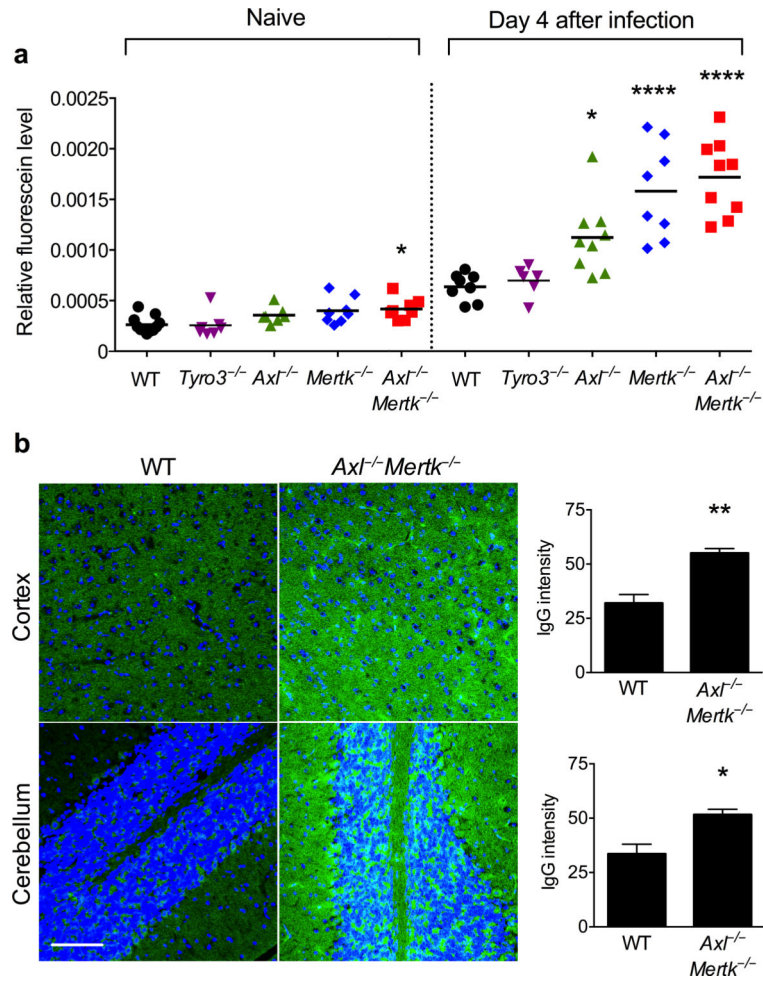 Naive
Day 4 after infection
a
* **** ****
*
Relative fluorescein level
0.0025
0.0020
0.0015
0.0010
0.0005
0
WT Tyro3–/– Axl–/– Mertk–/– Axl–/– WT Tyro3–/– Axl–/– Mertk–/– Axl–/–
Mertk–/– Mertk–/–
b
WT Axl–/–Mertk–/–
Cortex
Cerebellum
IgG intensity
75
50
25
0
**
WT Axl–/–
Mertk–/–
IgG intensity
75
50
25
0
*
WT Axl–/–
Mertk–/–